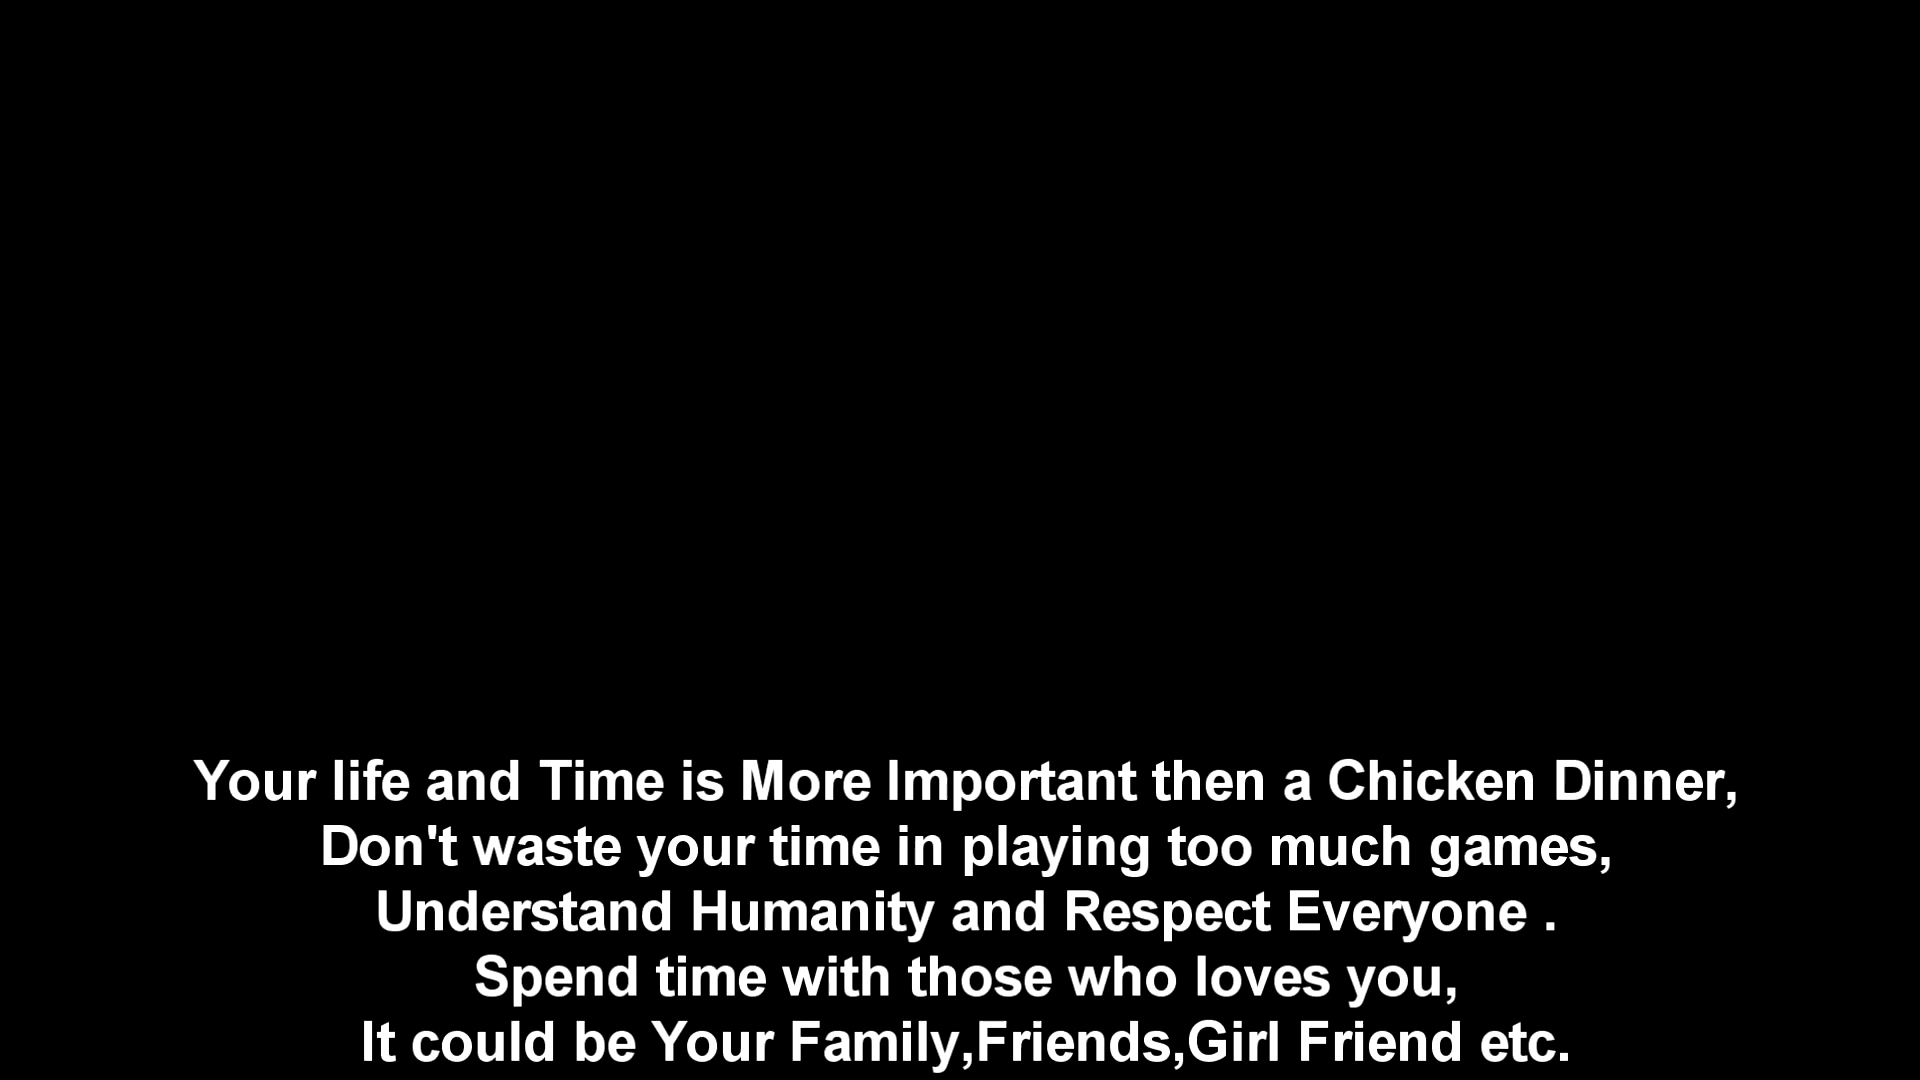 Your life and Time is More Important then a Chicken Dinner,
Don't waste your time in playing too much games,
Understand Humanity and Respect Everyone .
Spend time with those who loves you,
It could be Your Family,Friends,Girl Friend etc.